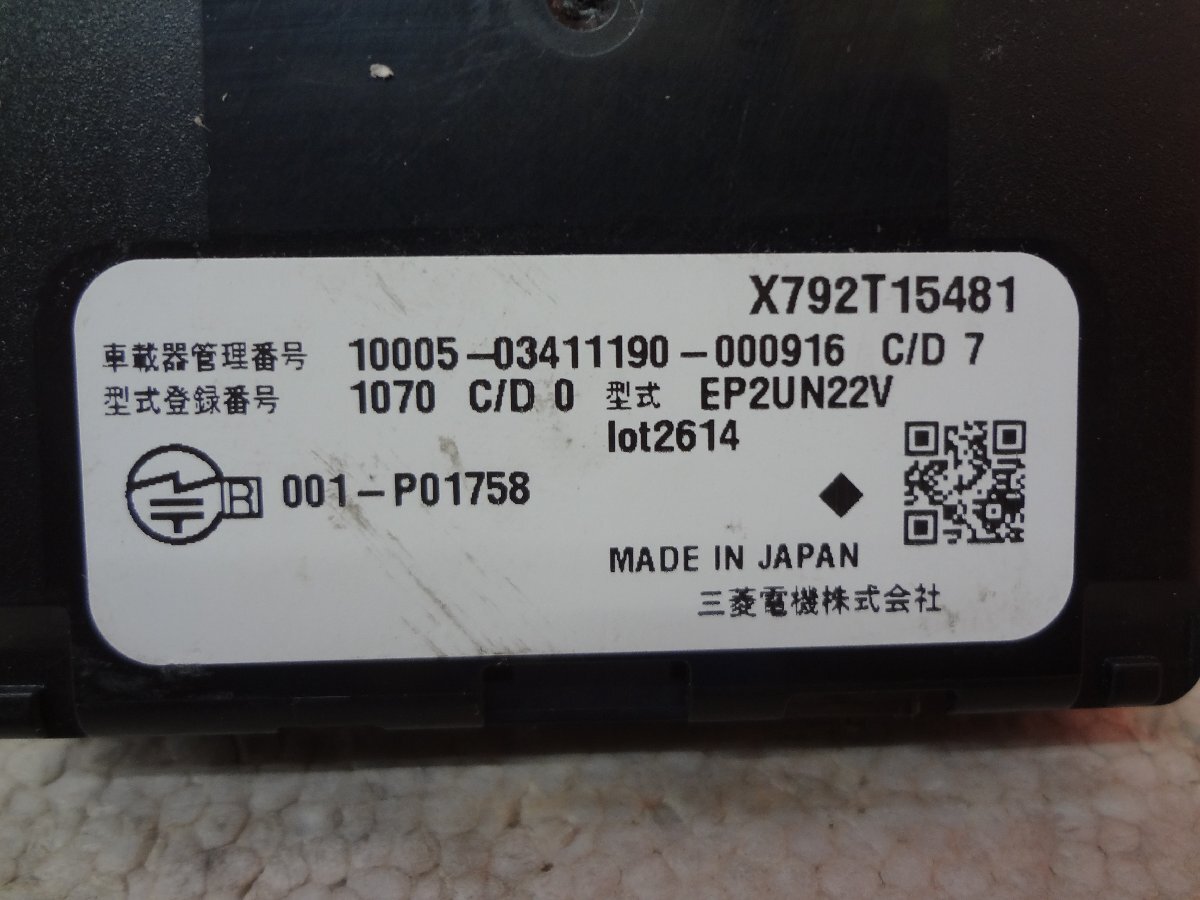 X792T15481
車載器管理番号 10005-03411190-000916 C/D 7
型式登録番号 1070 C/D 0 型式 EP2UN22V
lot2614
R 001-P01758
MADE IN JAPAN
三菱電機株式会社